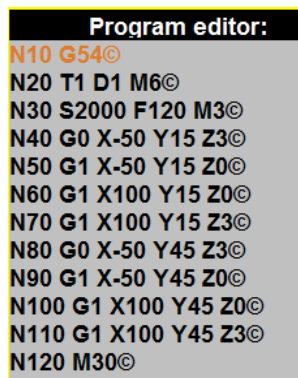 Program editor:
N10 G54©
N20 T1 D1 M6©
N30 S2000 F120 M3©
N40 G0 X-50 Y15 Z3©
N50 G1 X-50 Y15 Z0©
N60 G1 X100 Y15 Z0©
N70 G1 X100 Y15 Z3©
N80 G0 X-50 Y45 Z3©
N90 G1 X-50 Y45 Z0©
N100 G1 X100 Y45 Z0©
N110 G1 X100 Y45 Z3©
N120 M30©